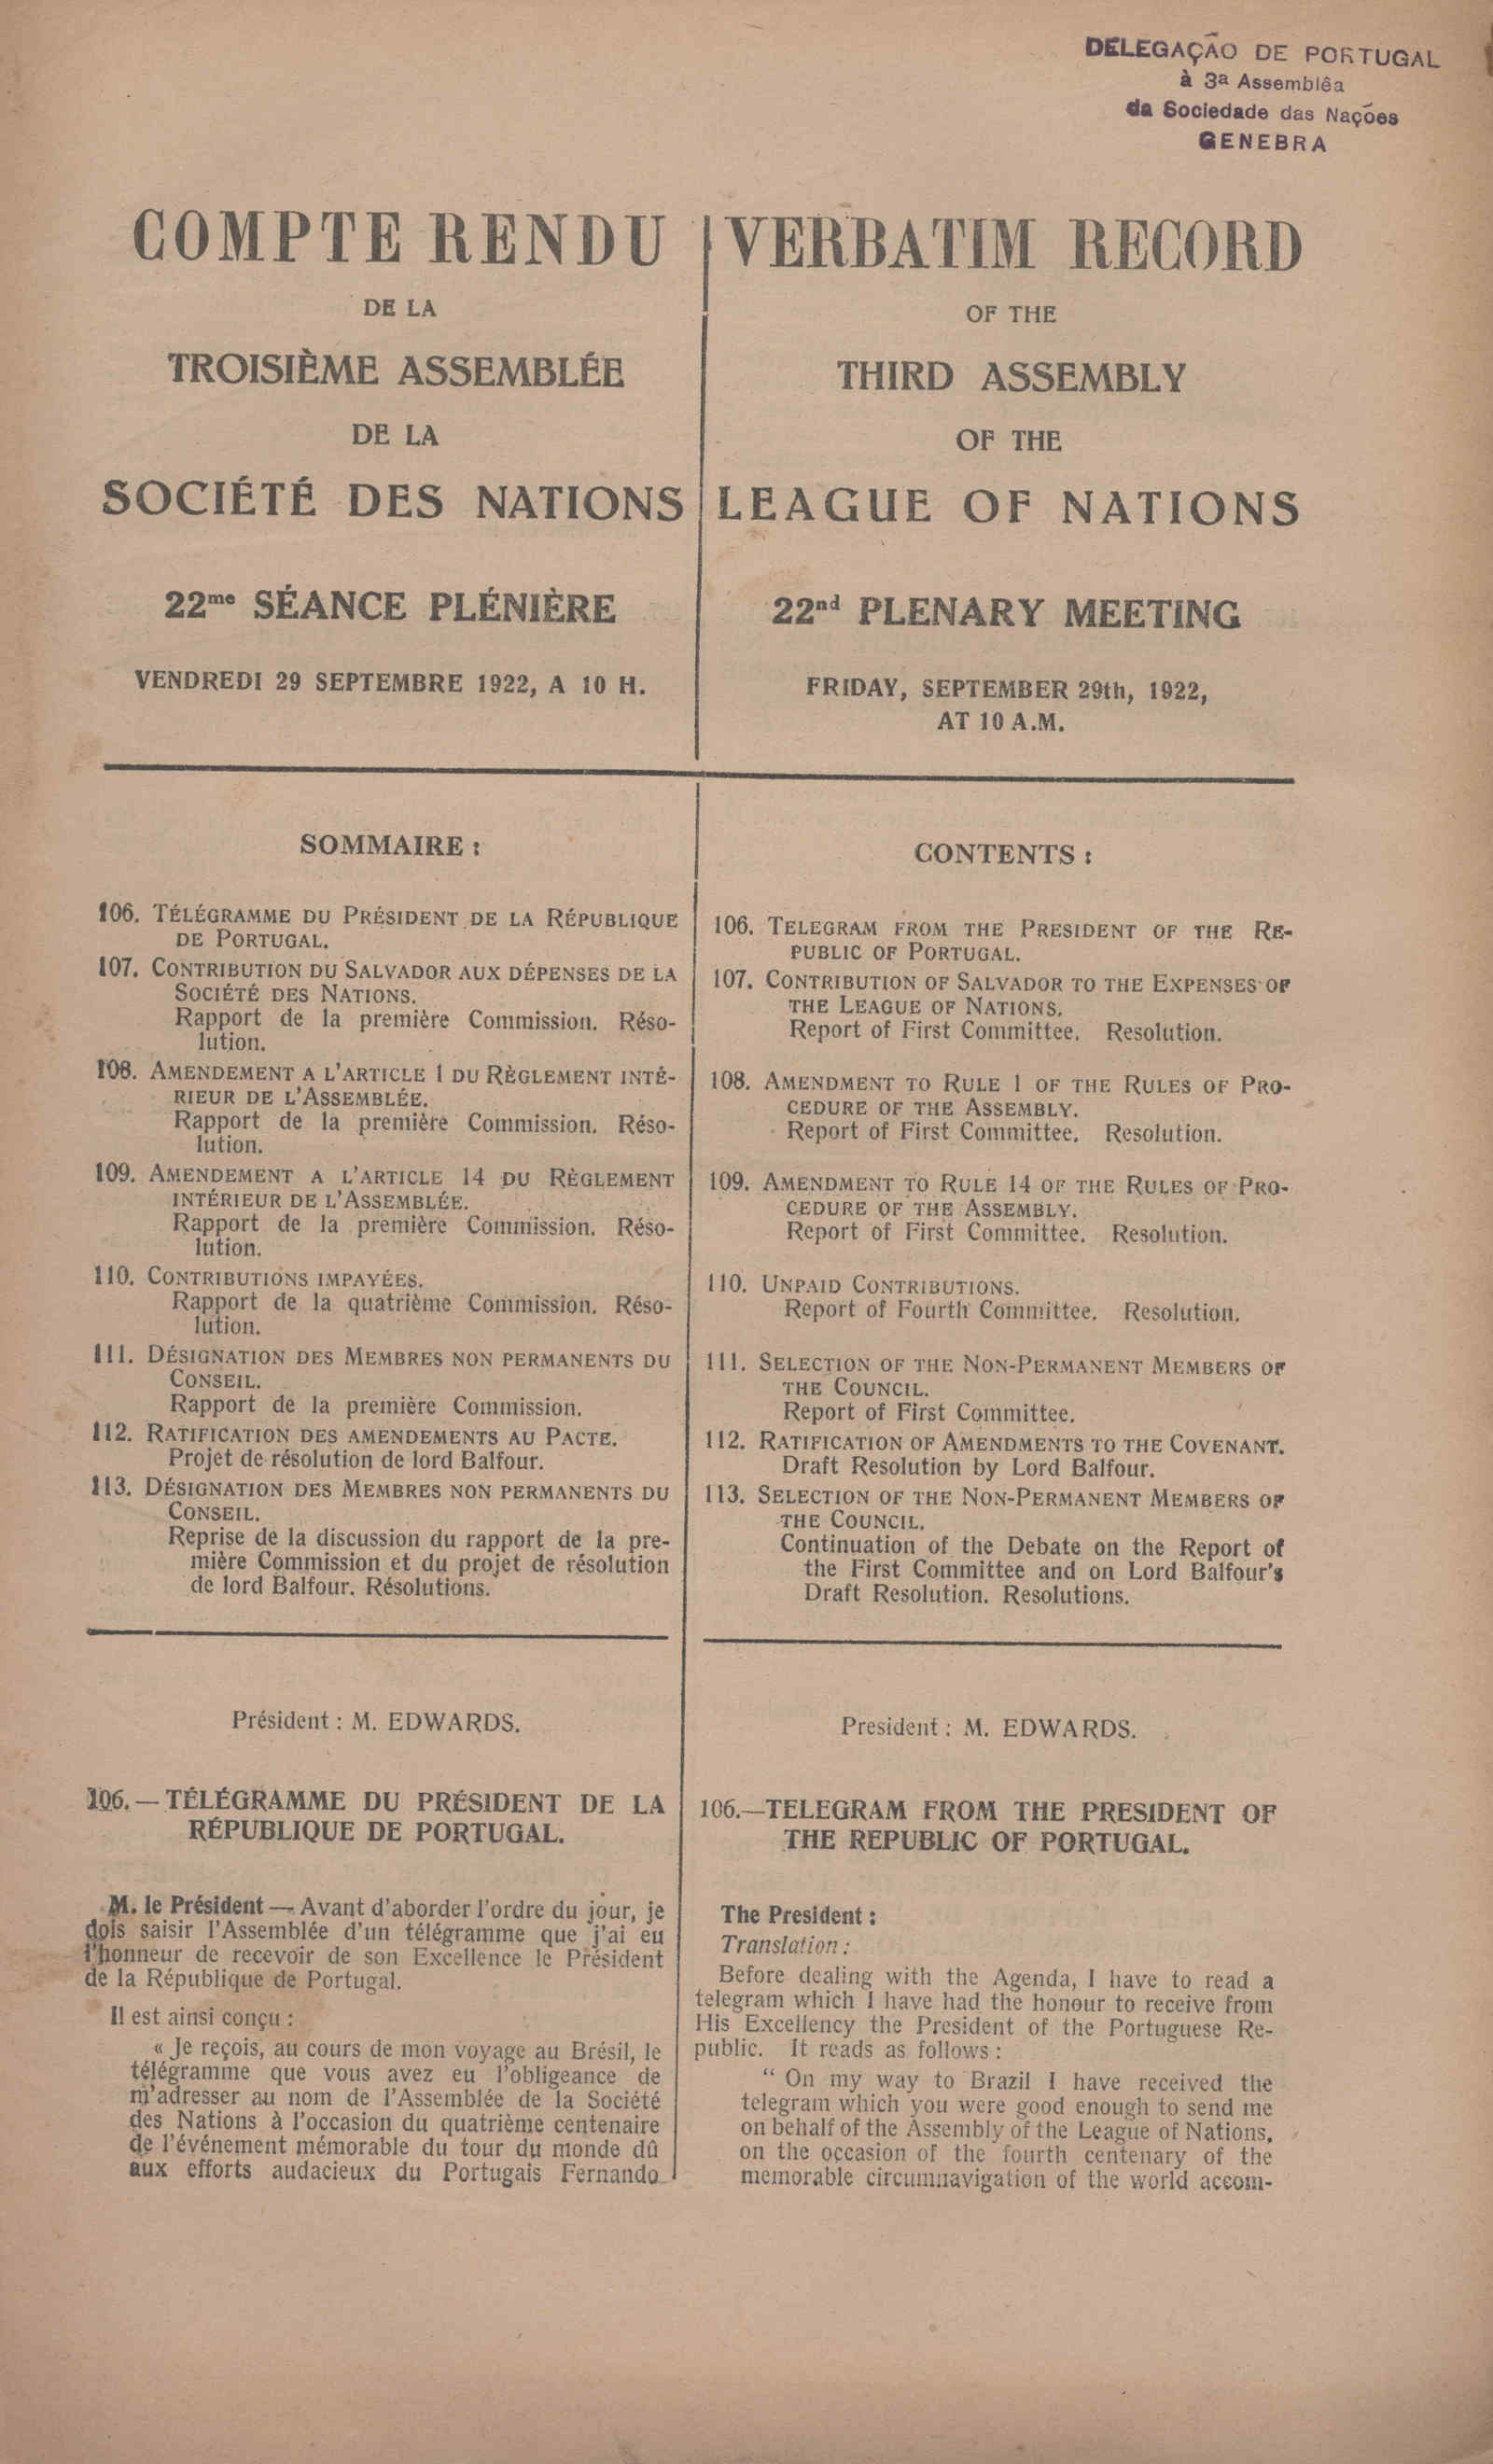 DELEGAÇÃO DE PORTUGAL
à 3ª Assemblêa
da Sociedade das Nações
GENEBRA
COMPTE RENDU
DE LA
TROISIÈME ASSEMBLÉE
DE LA
SOCIÉTÉ DES NATIONS
22me SÉANCE PLÉNIÈRE
VENDREDI 29 SEPTEMBRE 1922, A 10 H.
VERBATIM RECORD
OF THE
THIRD ASSEMBLY
OF THE
LEAGUE OF NATIONS
22nd PLENARY MEETING
FRIDAY, SEPTEMBER 29th, 1922,
AT 10 A.M.
SOMMAIRE :
106. TÉLÉGRAMME DU PRÉSIDENT DE LA RÉPUBLIQUE
DE PORTUGAL.
107. CONTRIBUTION DU SALVADOR AUX DÉPENSES DE LA
SOCIÉTÉ DES NATIONS.
Rapport de la première Commission. Réso-
lution.
108. AMENDEMENT A L'ARTICLE 1 DU RÈGLEMENT INTÉ-
RIEUR DE L'ASSEMBLÉE.
Rapport de la première Commission. Réso-
lution.
109. AMENDEMENT A L'ARTICLE 14 DU RÈGLEMENT
INTÉRIEUR DE L'ASSEMBLÉE.
Rapport de la première Commission. Réso-
lution.
110. CONTRIBUTIONS IMPAYÉES.
Rapport de la quatrième Commission. Réso-
lution.
111. DÉSIGNATION DES MEMBRES NON PERMANENTS DU
CONSEIL.
Rapport de la première Commission.
112. RATIFICATION DES AMENDEMENTS AU PACTE.
Projet de résolution de lord Balfour.
113. DÉSIGNATION DES MEMBRES NON PERMANENTS DU
CONSEIL.
Reprise de la discussion du rapport de la pre-
mière Commission et du projet de résolution
de lord Balfour. Résolutions.
CONTENTS :
106. TELEGRAM FROM THE PRESIDENT OF THE RE-
PUBLIC OF PORTUGAL.
107. CONTRIBUTION OF SALVADOR TO THE EXPENSES OF
THE LEAGUE OF NATIONS.
Report of First Committee. Resolution.
108. AMENDMENT TO RULE 1 OF THE RULES OF PRO-
CEDURE OF THE ASSEMBLY.
Report of First Committee. Resolution.
109. AMENDMENT TO RULE 14 OF THE RULES OF PRO-
CEDURE OF THE ASSEMBLY.
Report of First Committee. Resolution.
110. UNPAID CONTRIBUTIONS.
Report of Fourth Committee. Resolution.
111. SELECTION OF THE NON-PERMANENT MEMBERS OF
THE COUNCIL.
Report of First Committee.
112. RATIFICATION OF AMENDMENTS TO THE COVENANT.
Draft Resolution by Lord Balfour.
113. SELECTION OF THE NON-PERMANENT MEMBERS OF
THE COUNCIL.
Continuation of the Debate on the Report of
the First Committee and on Lord Balfour's
Draft Resolution. Resolutions.
Président : M. EDWARDS.
106. — TÉLÉGRAMME DU PRÉSIDENT DE LA
RÉPUBLIQUE DE PORTUGAL.
M. le Président — Avant d'aborder l'ordre du jour, je
dois saisir l'Assemblée d'un télégramme que j'ai eu
l'honneur de recevoir de son Excellence le Président
de la République de Portugal.
Il est ainsi conçu :
« Je reçois, au cours de mon voyage au Brésil, le
télégramme que vous avez eu l'obligeance de
m'adresser au nom de l'Assemblée de la Société
des Nations à l'occasion du quatrième centenaire
de l'événement mémorable du tour du monde dû
aux efforts audacieux du Portugais Fernando
President : M. EDWARDS.
106.—TELEGRAM FROM THE PRESIDENT OF
THE REPUBLIC OF PORTUGAL.
The President :
Translation :
Before dealing with the Agenda, I have to read a
telegram which I have had the honour to receive from
His Excellency the President of the Portuguese Re-
public. It reads as follows :
“ On my way to Brazil I have received the
telegram which you were good enough to send me
on behalf of the Assembly of the League of Nations,
on the occasion of the fourth centenary of the
memorable circumnavigation of the world accom-